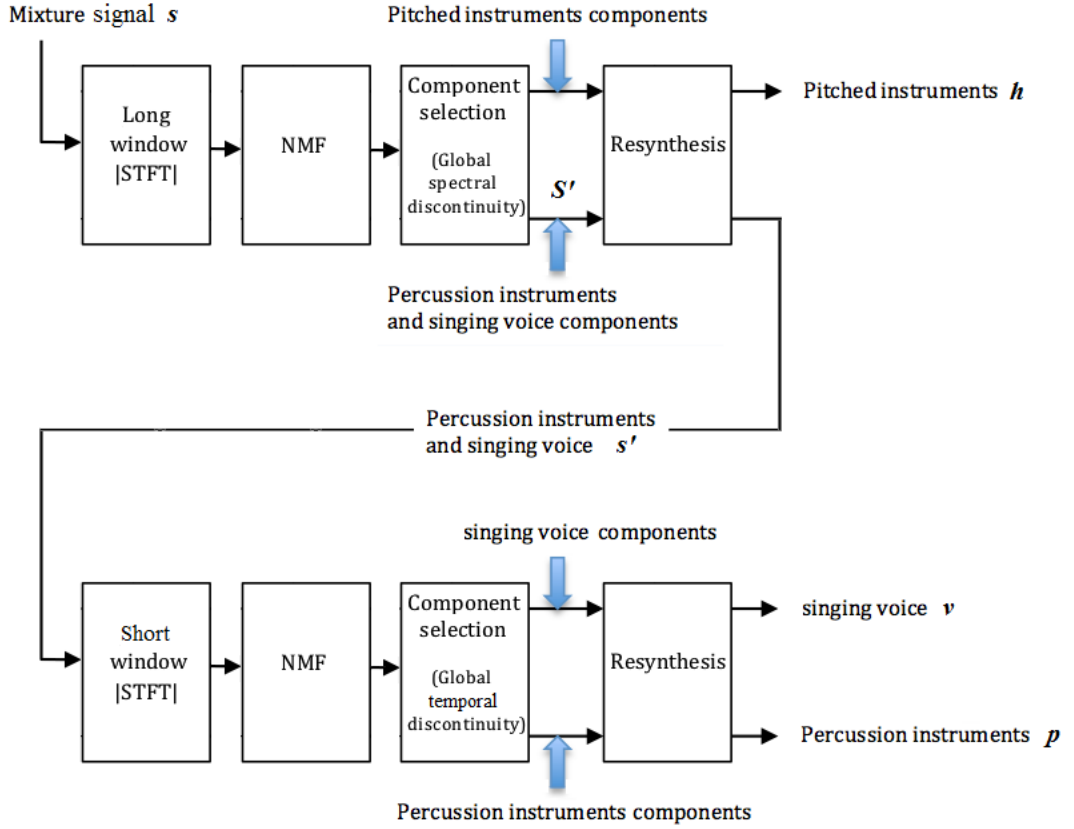 Mixture signal s
Pitched instruments components
Long
window
|STFT|
NMF
Component
selection
(Global
spectral
discontinuity)
S′
Resynthesis
Pitched instruments h
Percussion instruments
and singing voice components
Percussion instruments
and singing voice s′
singing voice components
Short
window
|STFT|
NMF
Component
selection
(Global
temporal
discontinuity)
Resynthesis
singing voice v
Percussion instruments p
Percussion instruments components